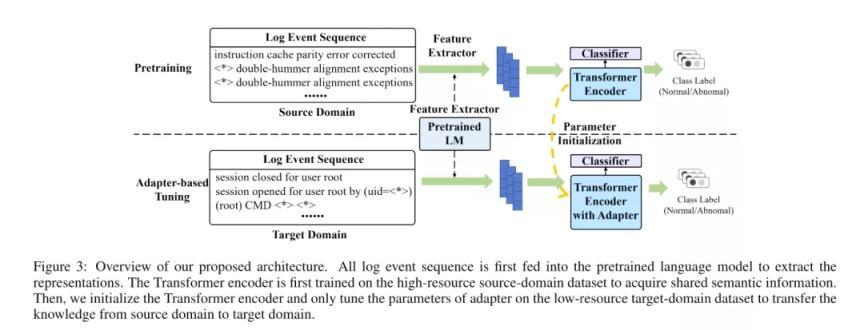 Log Event Sequence
Feature
Extractor
instruction cache parity error corrected
<*> double-hummer alignment exceptions
<*> double-hummer alignment exceptions
......
Pretraining
Source Domain
Classifier
Transformer
Encoder
Class Label
(Normal/Abnomal)
Feature Extractor
Pretrained
LM
Parameter
Initialization
Log Event Sequence
session closed for user root
session opened for user root by (uid=<*>)
(root) CMD <*> <*>
......
Adapter-based
Tuning
Target Domain
Classifier
Transformer
Encoder
with Adapter
Class Label
(Normal/Abnomal)
Figure 3: Overview of our proposed architecture. All log event sequence is first fed into the pretrained language model to extract the
representations. The Transformer encoder is first trained on the high-resource source-domain dataset to acquire shared semantic information.
Then, we initialize the Transformer encoder and only tune the parameters of adapter on the low-resource target-domain dataset to transfer the
knowledge from source domain to target domain.